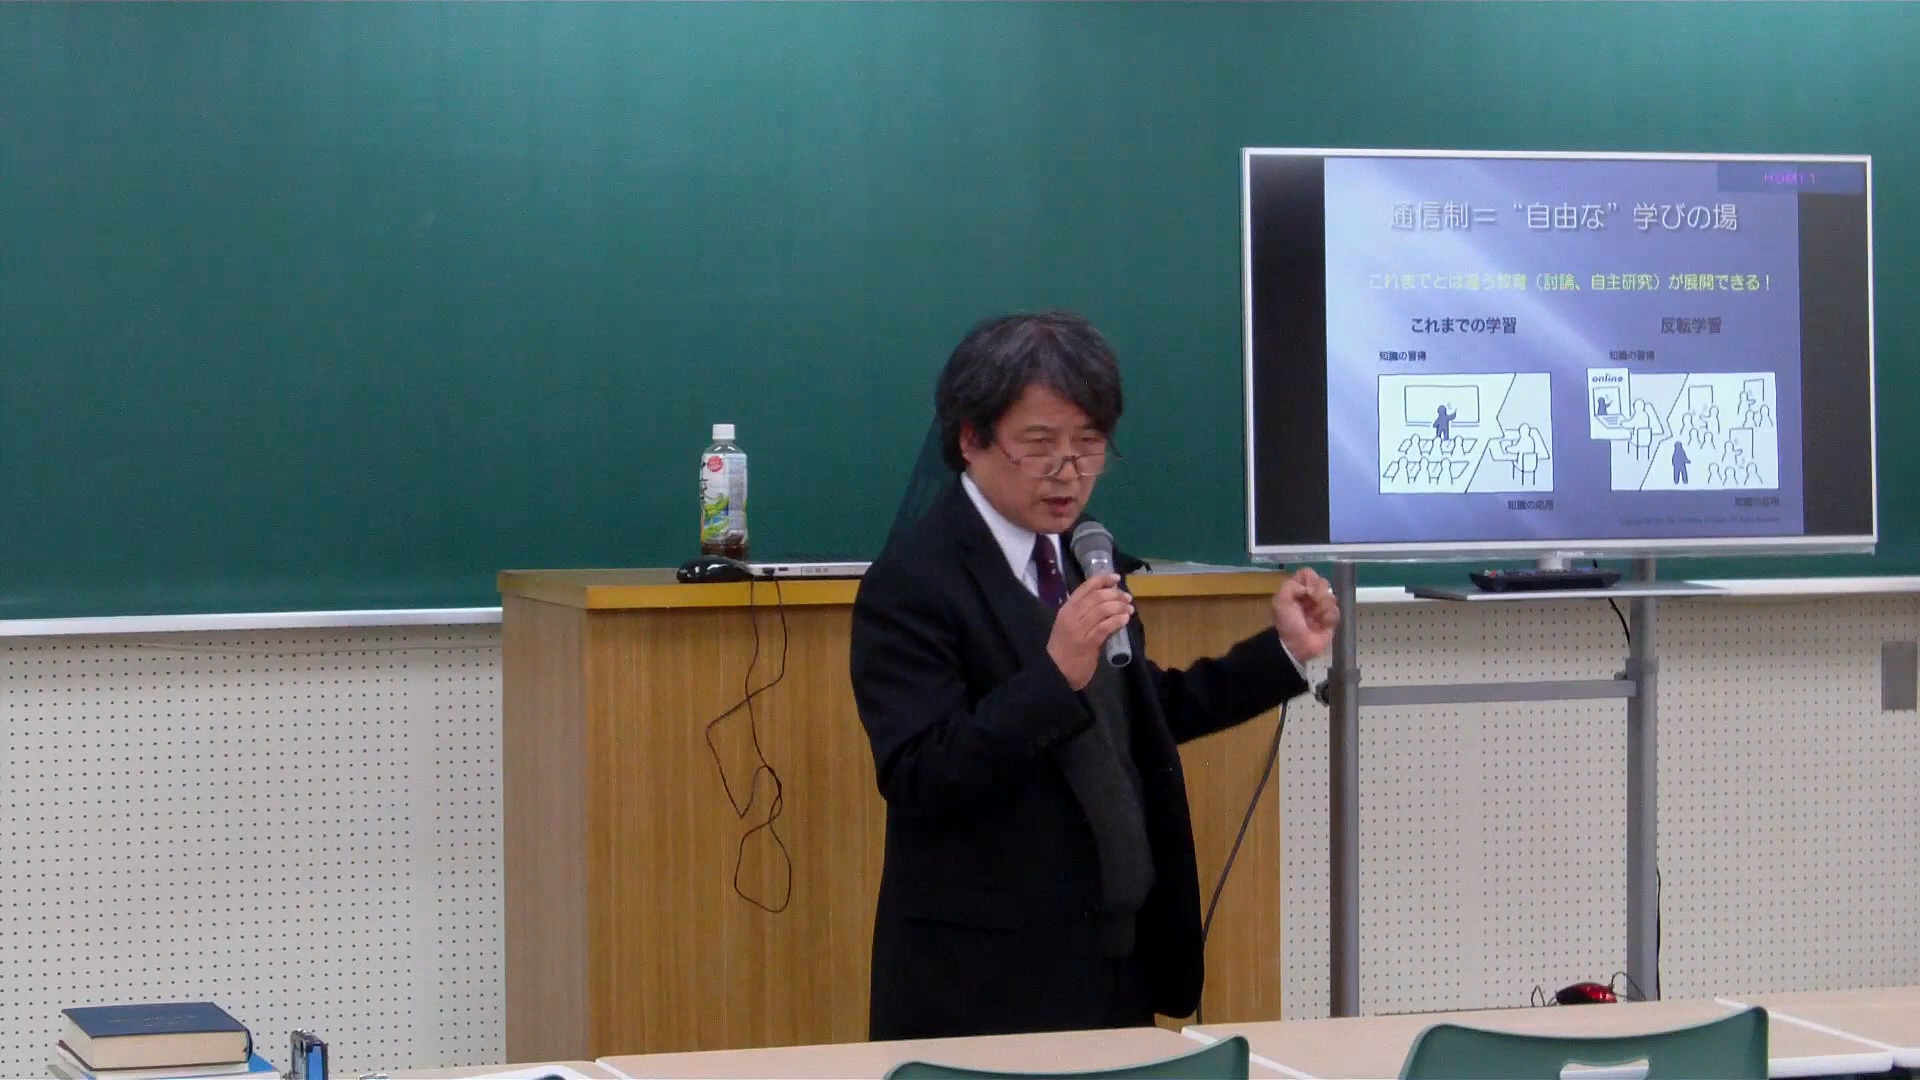 HDMI 1
通信制＝“自由な”学びの場
これまでとは違う教育（討論、自主研究）が展開できる！
これまでの学習
反転学習
知識の習得
知識の習得
online
知識の応用
知識の応用